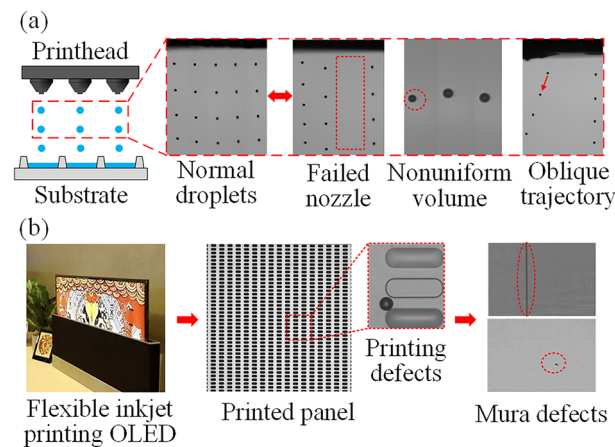 (a)
Printhead
Substrate
Normal
droplets
Failed
nozzle
Nonuniform
volume
Oblique
trajectory
(b)
Flexible inkjet
printing OLED
Printed panel
Printing
defects
Mura defects